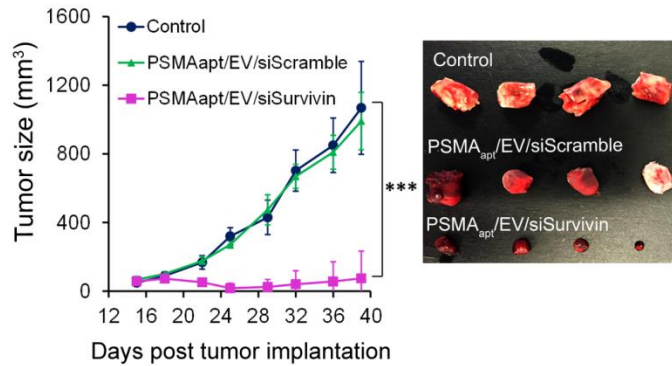 Tumor size (mm³)
1600
1200
800
400
0
12
16
20
24
28
32
36
40
Days post tumor implantation
Control
PSMAapt/EV/siScramble
PSMAapt/EV/siSurvivin
***
Control
PSMAapt/EV/siScramble
PSMAapt/EV/siSurvivin